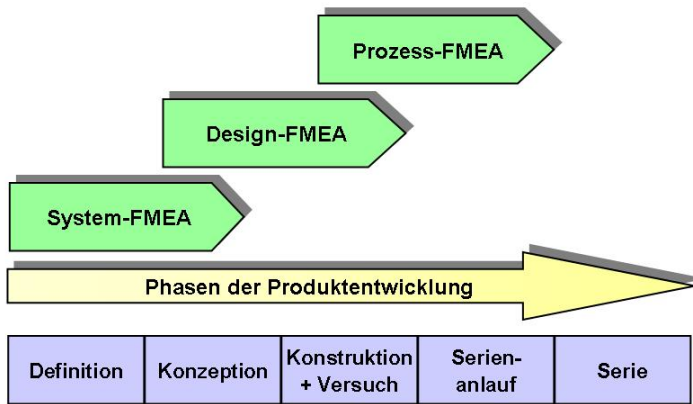 Prozess-FMEA
Design-FMEA
System-FMEA
Phasen der Produktentwicklung
Definition
Konzeption
Konstruktion
+ Versuch
Serien-
anlauf
Serie